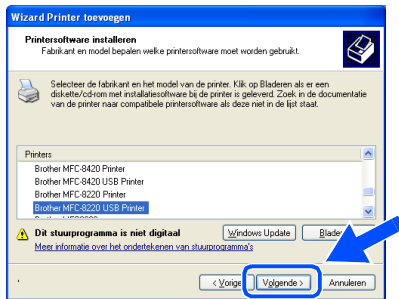 Wizard Printer toevoegen
Printersoftware installeren
Fabrikant en model bepalen welke printersoftware moet worden gebruikt.
Selecteer de fabrikant en het model van de printer. Klik op Bladeren als er een
diskette/cd-rom met installatiesoftware bij de printer is geleverd. Zoek in de documentatie
van de printer naar compatibele printersoftware als deze niet in de lijst staat.
Printers
Brother MFC-8420 Printer
Brother MFC-8420 USB Printer
Brother MFC-8220 Printer
Brother MFC-8220 USB Printer
Dit stuurprogramma is niet digitaal
Windows Update
Meer informatie over het ondertekenen van stuurprogramma's
< Vorige
Volgende >
Annuleren